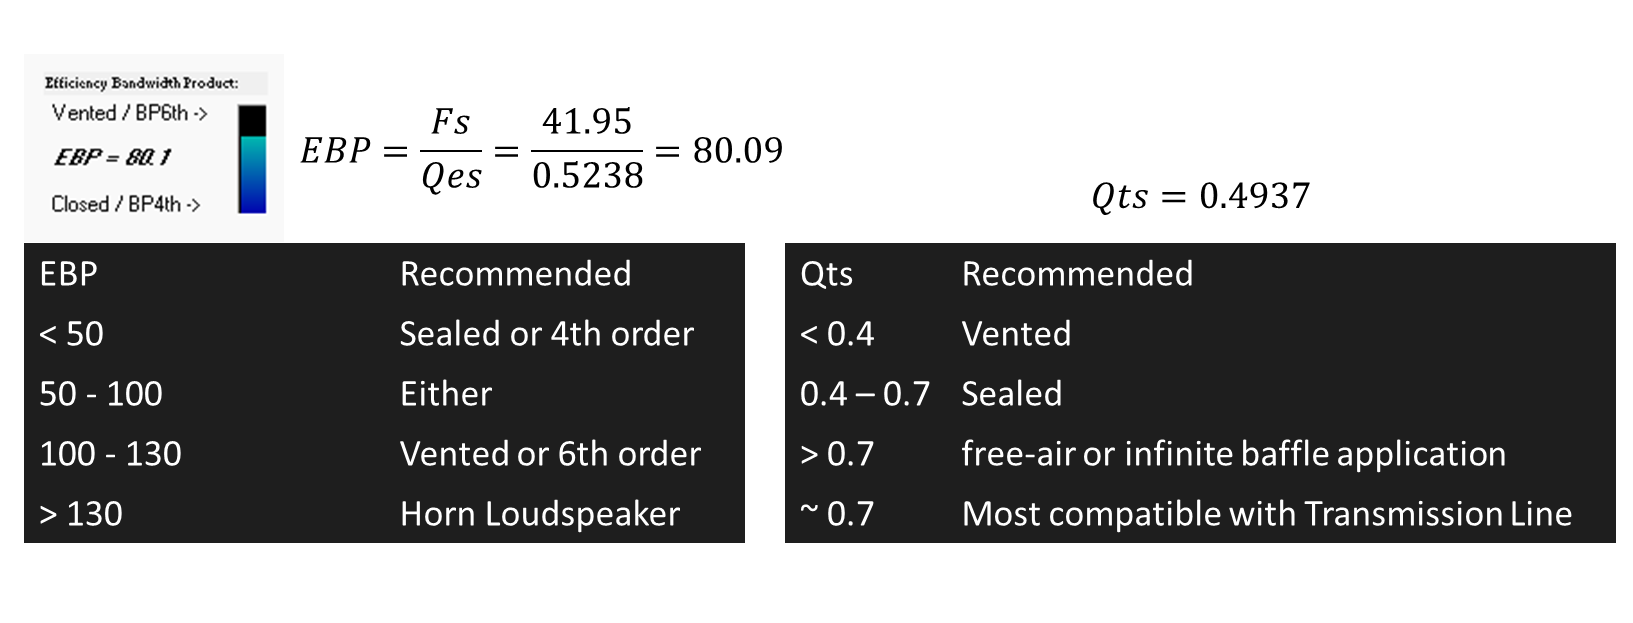 Efficiency Bandwidth Product:
Vented / BP6th ->
EBP = 80.1
Closed / BP4th ->
EBP = Fs / Qes = 41.95 / 0.5238 = 80.09
Qts = 0.4937
EBP Recommended
< 50 Sealed or 4th order
50 - 100 Either
100 - 130 Vented or 6th order
> 130 Horn Loudspeaker
Qts Recommended
< 0.4 Vented
0.4 – 0.7 Sealed
> 0.7 free-air or infinite baffle application
~ 0.7 Most compatible with Transmission Line